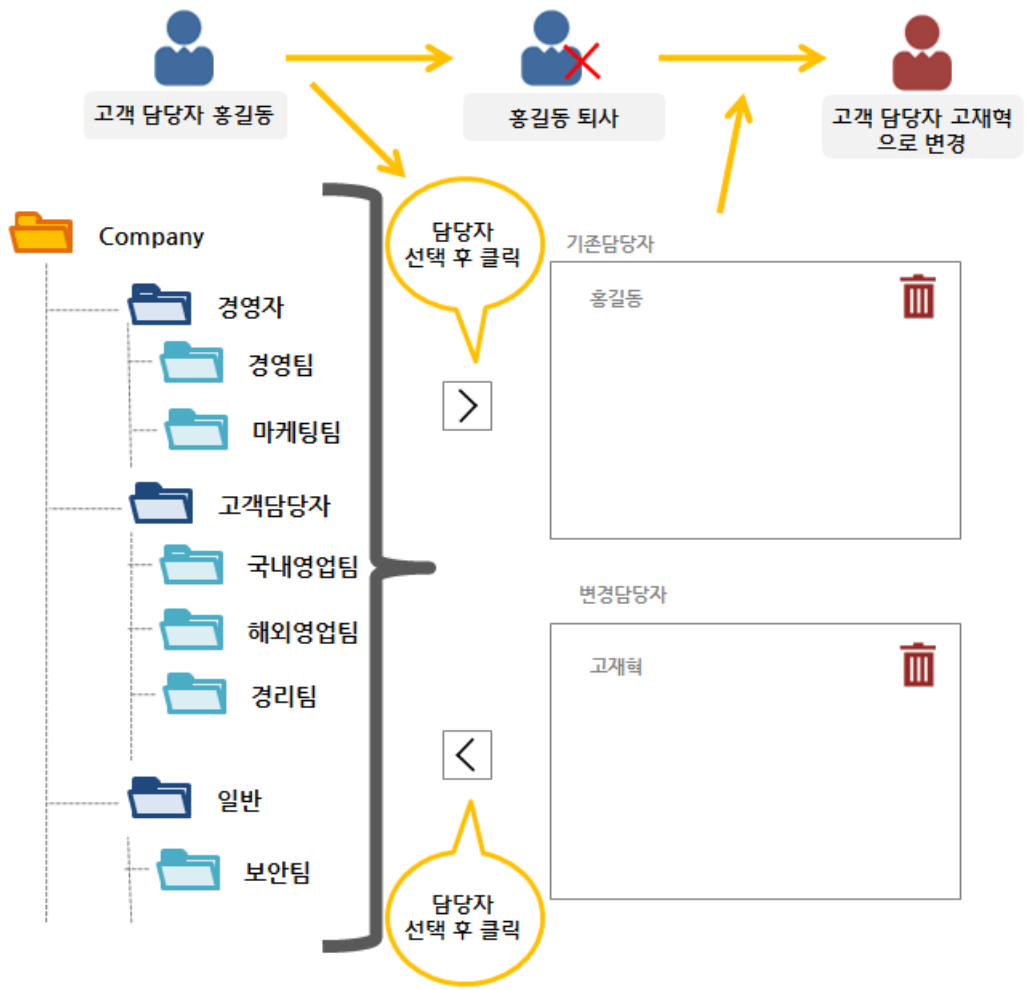 고객 담당자 홍길동
홍길동 퇴사
고객 담당자 고재혁
으로 변경
Company
경영자
경영팀
마케팅팀
고객담당자
국내영업팀
해외영업팀
경리팀
일반
보안팀
담당자
선택 후 클릭
기존담당자
홍길동
변경담당자
고재혁
담당자
선택 후 클릭